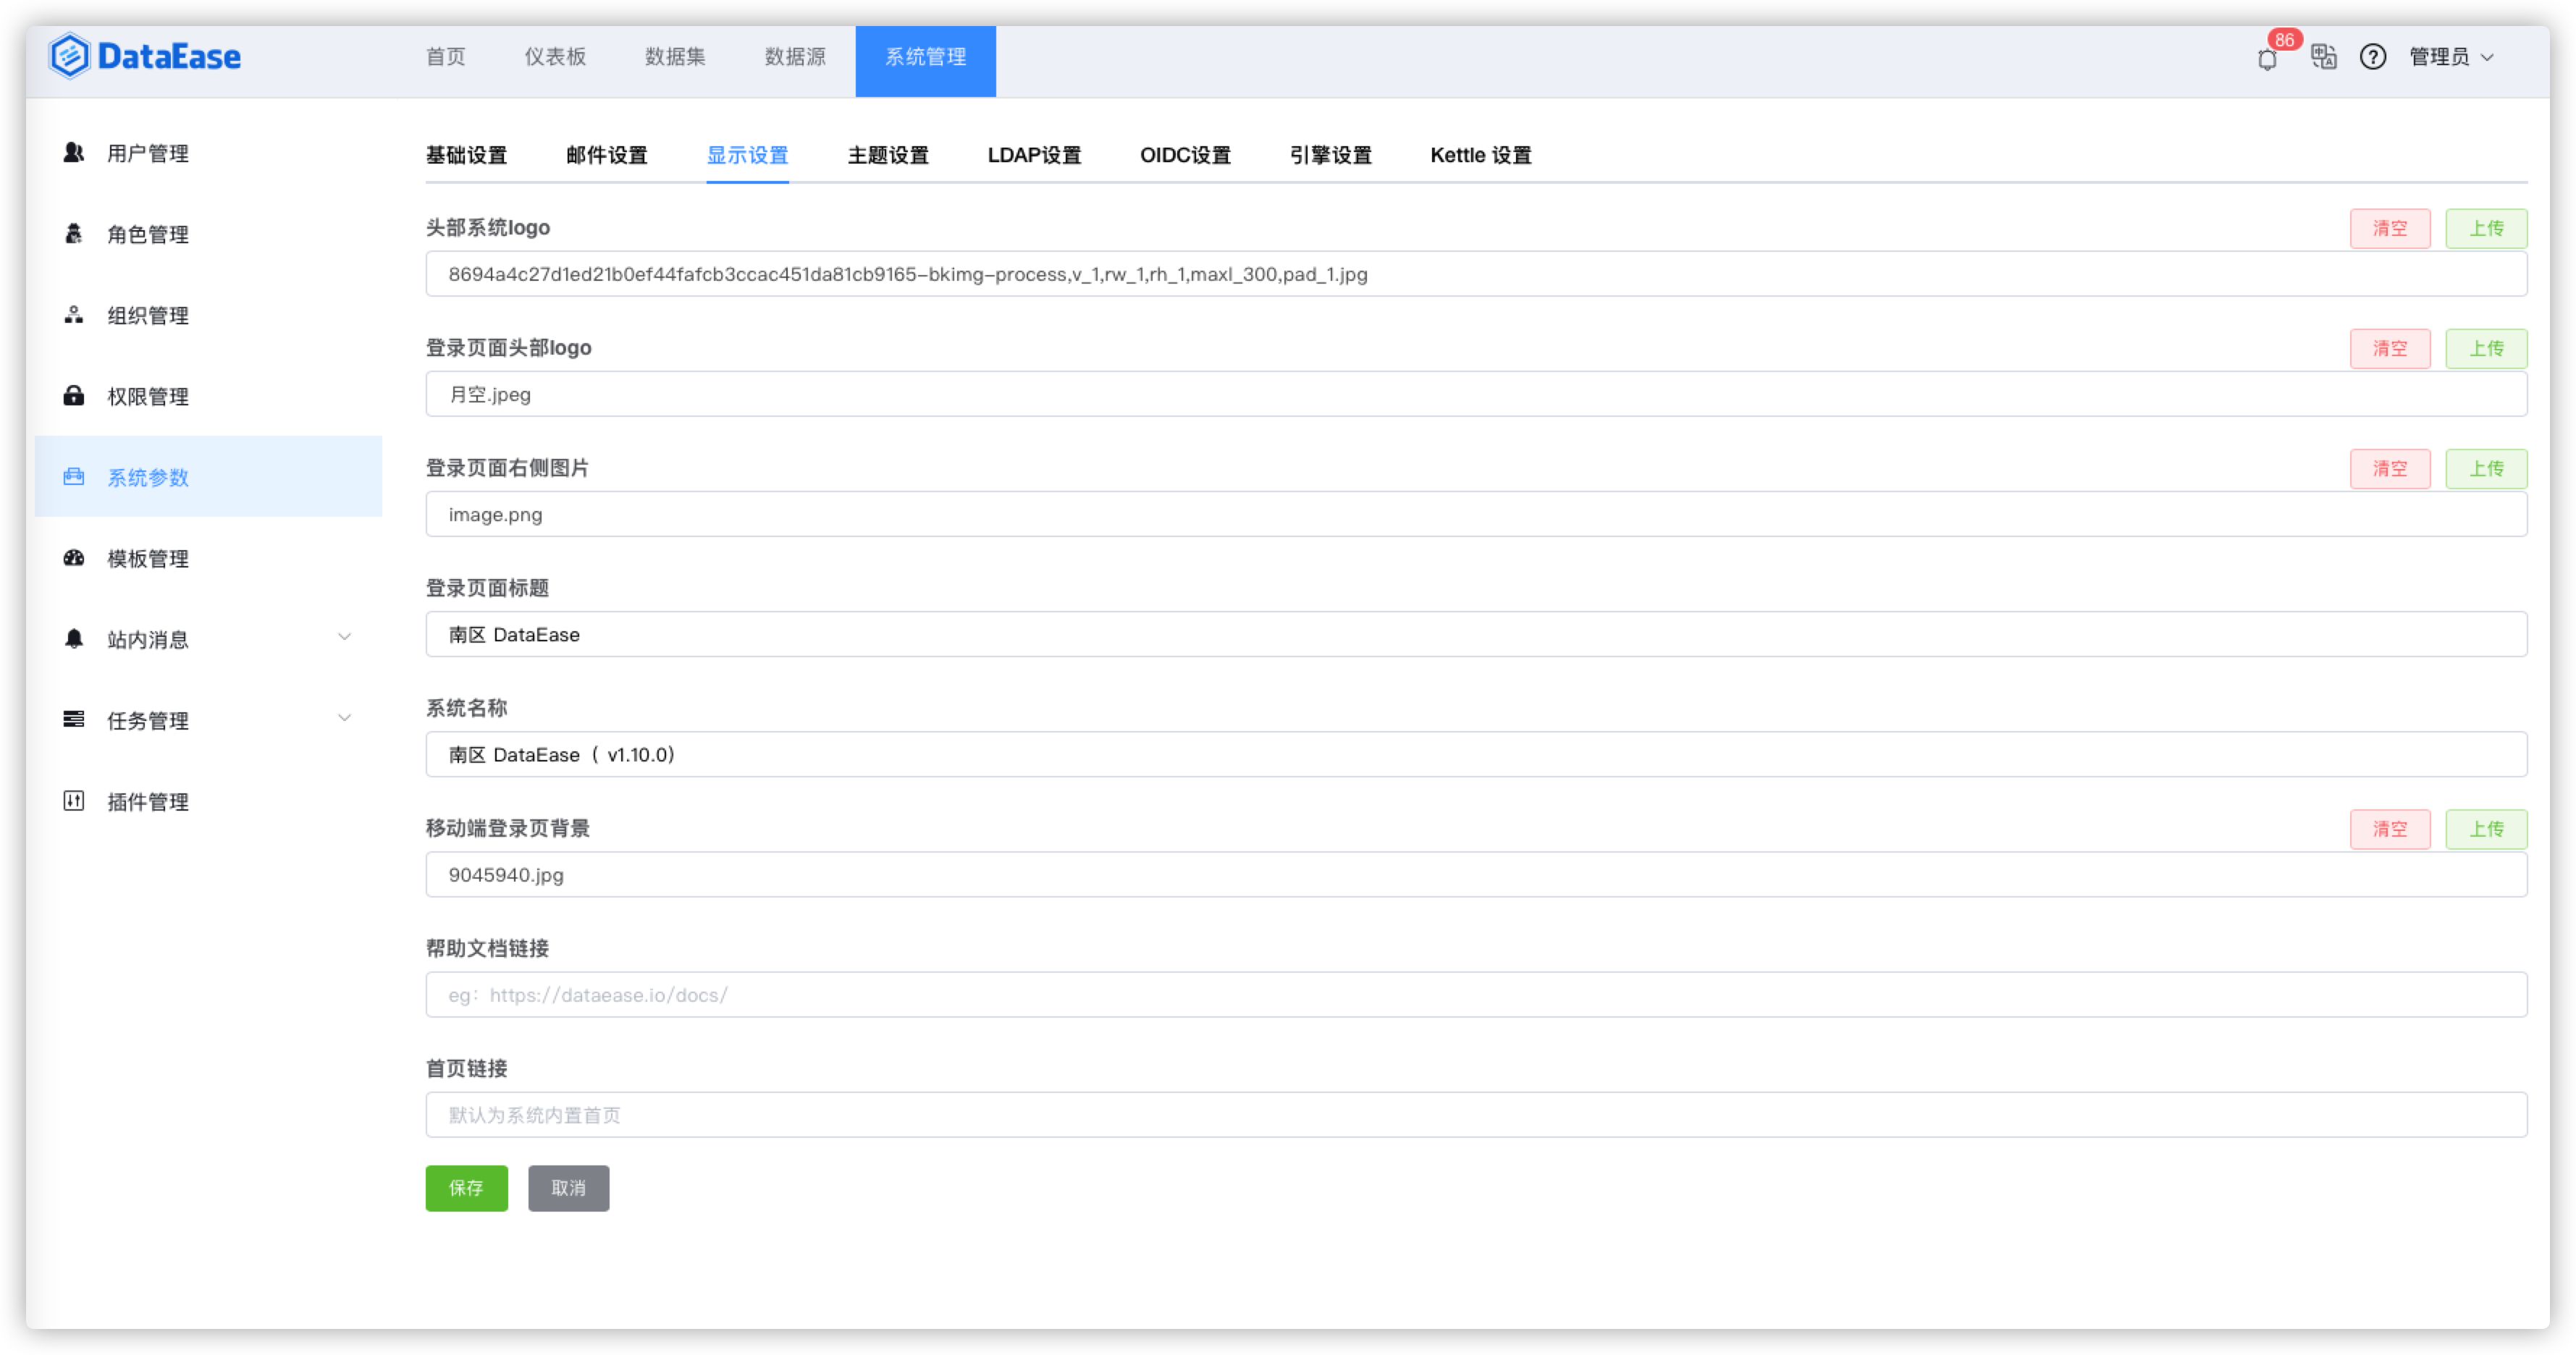 DataEase 首页 仪表板 数据集 数据源 系统管理 86 管理员
用户管理
角色管理
组织管理
权限管理
系统参数
模板管理
站内消息
任务管理
插件管理
基础设置 邮件设置 显示设置 主题设置 LDAP设置 OIDC设置 引擎设置 Kettle 设置
头部系统logo 清空 上传
8694a4c27d1ed21b0ef44fafcb3ccac451da81cb9165-bkimg-process,v_1,rw_1,rh_1,maxl_300,pad_1.jpg
登录页面头部logo 清空 上传
月空.jpeg
登录页面右侧图片 清空 上传
image.png
登录页面标题
南区 DataEase
系统名称
南区 DataEase（ v1.10.0）
移动端登录页背景 清空 上传
9045940.jpg
帮助文档链接
eg：https://dataease.io/docs/
首页链接
默认为系统内置首页
保存 取消